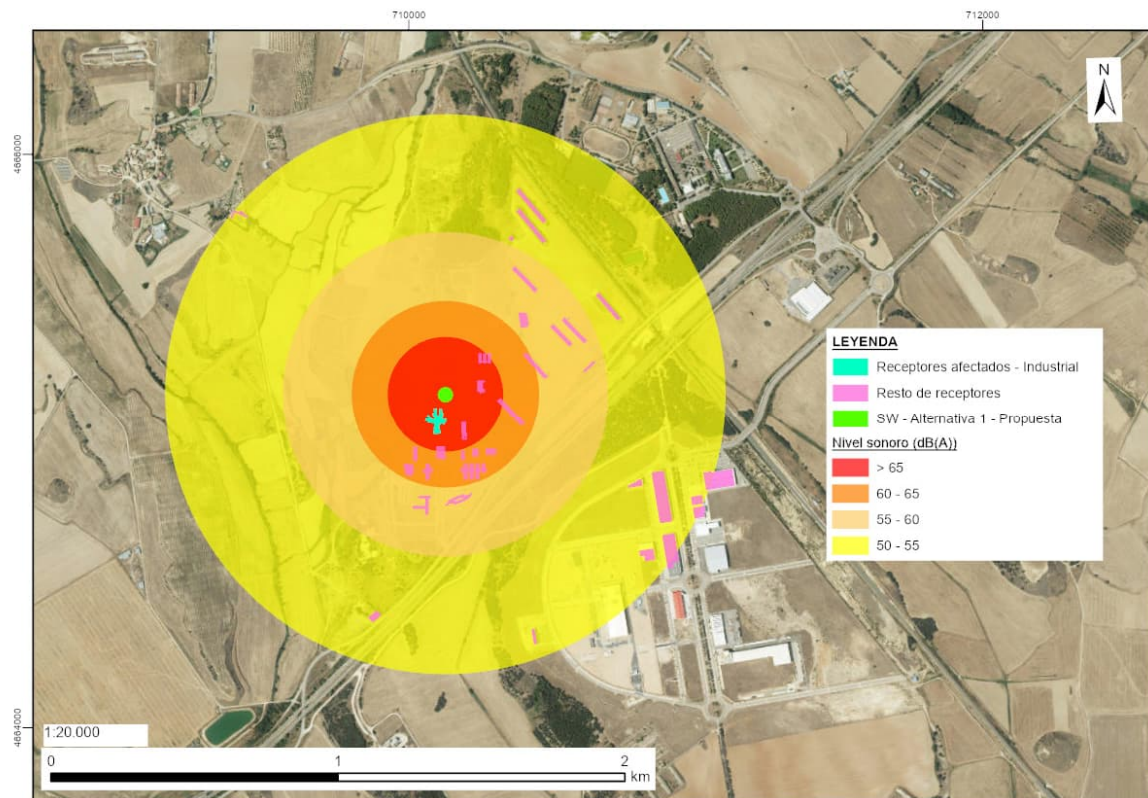 710000
712000
N
4666000
LEYENDA
Receptores afectados - Industrial
Resto de receptores
SW - Alternativa 1 - Propuesta
Nivel sonoro (dB(A))
> 65
60 - 65
55 - 60
50 - 55
4664000
1:20.000
0 1 2
km